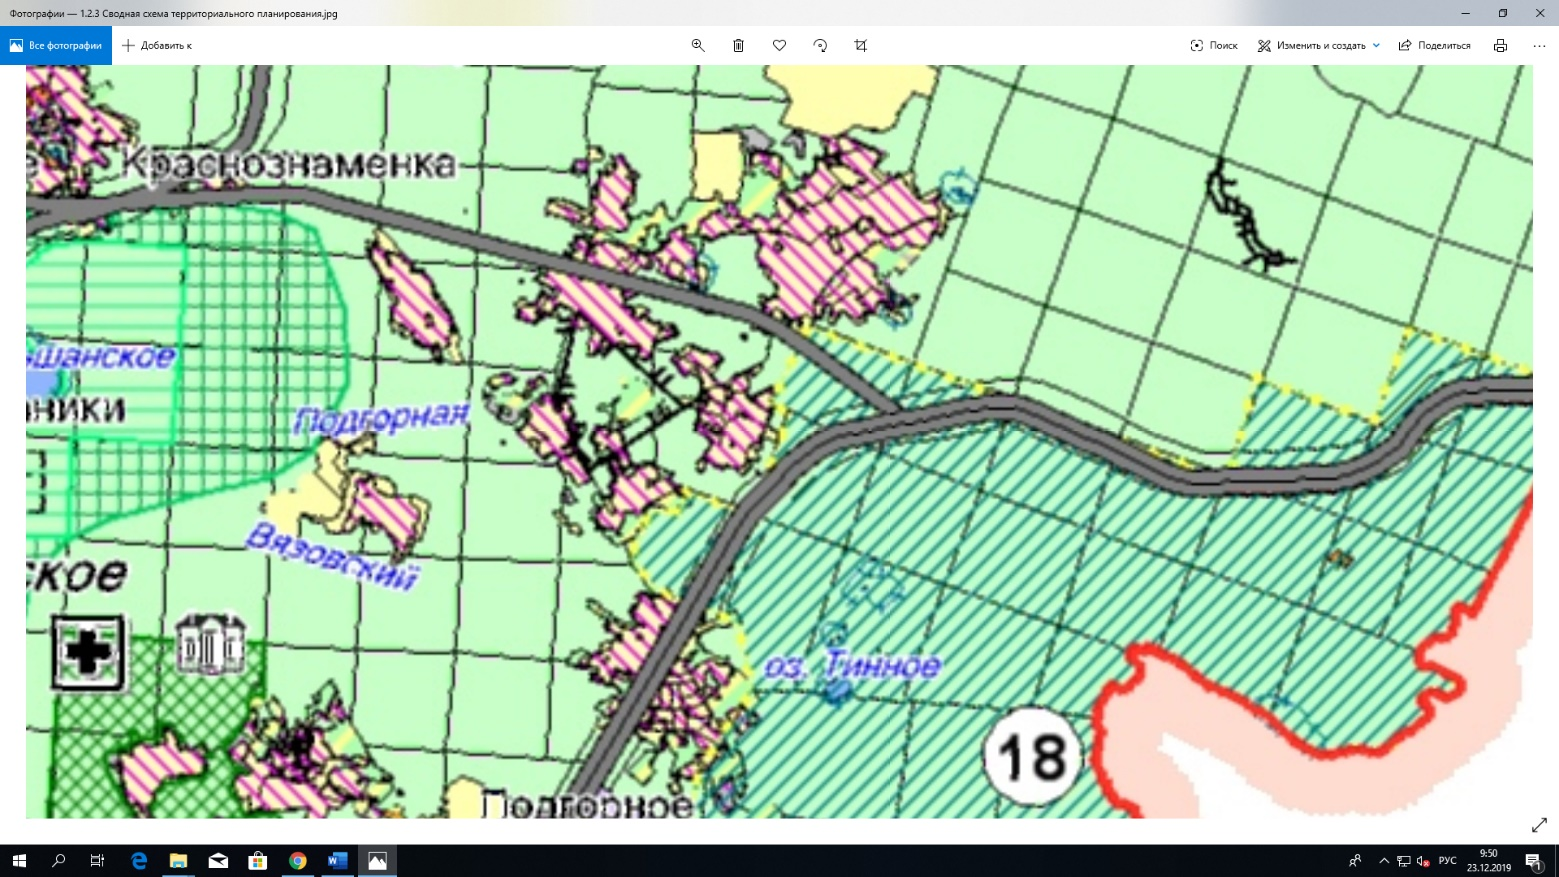 Фотографии — 1.2.3 Сводная схема территориального планирования.jpg
Все фотографии
Добавить к
Поиск
Изменить и создать
Поделиться
Краснознаменка
Подгорная
Вязовский
оз. Тинное
18
Подгорное
W
РУС
9:50
23.12.2019
1